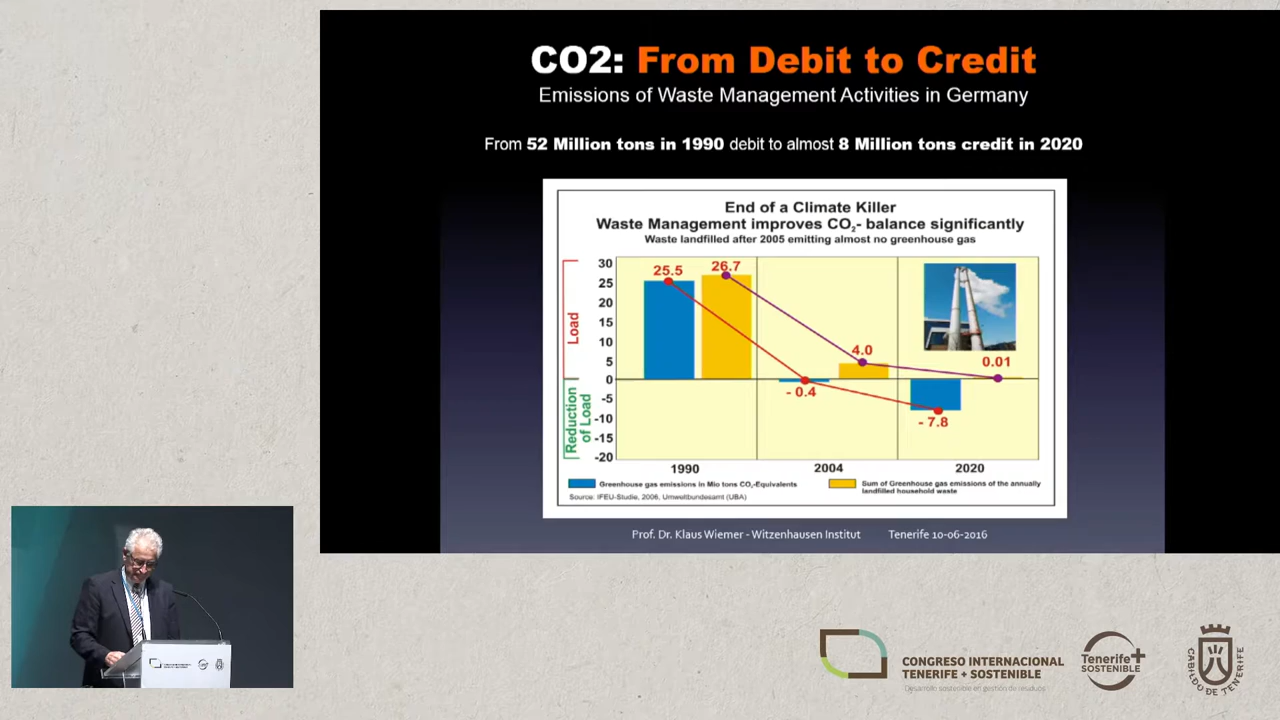 CO2: From Debit to Credit
Emissions of Waste Management Activities in Germany
From 52 Million tons in 1990 debit to almost 8 Million tons credit in 2020
End of a Climate Killer
Waste Management improves CO2- balance significantly
Waste landfilled after 2005 emitting almost no greenhouse gas
Load
Reduction
of Load
30
25
20
15
10
5
0
-5
-10
-15
-20
25.5
26.7
- 0.4
4.0
- 7.8
0.01
1990
2004
2020
Greenhouse gas emissions in Mio tons CO2-Equivalents
Sum of Greenhouse gas emissions of the annually
landfilled household waste
Source: IFEU-Studie, 2006, Umweltbundesamt (UBA)
Prof. Dr. Klaus Wiemer - Witzenhausen Institut
Tenerife 10-06-2016
CONGRESO INTERNACIONAL
TENERIFE + SOSTENIBLE
Desarrollo sostenible en gestión de residuos
Tenerife+
SOSTENIBLE
CABILDO DE TENERIFE